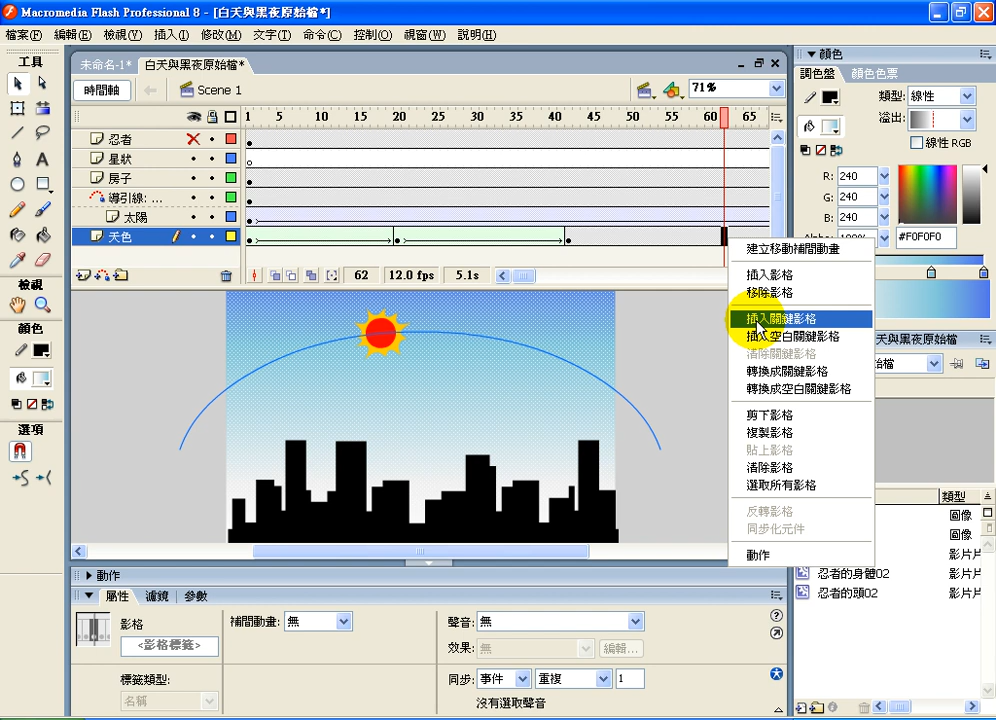 Macromedia Flash Professional 8 - [白天與黑夜原始檔*]
檔案(F) 編輯(E) 檢視(V) 插入(I) 修改(M) 文字(T) 命令(C) 控制(O) 視窗(W) 說明(H)
工具
檢視
顏色
選項
未命名-1* 白天與黑夜原始檔*
時間軸 Scene 1 71%
1 5 10 15 20 25 30 35 40 45 50 55 60 65
忍者
星狀
房子
導引線: ...
太陽
天色
62 12.0 fps 5.1s
建立移動補間動畫
插入影格
移除影格
插入關鍵影格
插入空白關鍵影格
清除關鍵影格
轉換成關鍵影格
轉換成空白關鍵影格
剪下影格
複製影格
貼上影格
清除影格
選取所有影格
反轉影格
同步化元件
動作
顏色
調色盤 顏色色票
類型: 線性
溢出:
線性 RGB
R: 240
G: 240
B: 240
#F0F0F0
天與黑夜原始檔
始檔
類型
圖像
圖像
影片片
忍者的身體02 影片片
忍者的頭02 影片片
動作
屬性 濾鏡 參數
影格
<影格標籤>
標籤類型:
名稱
補間動畫: 無
聲音: 無
效果: 無 編輯...
同步: 事件 重複 1
沒有選取聲音